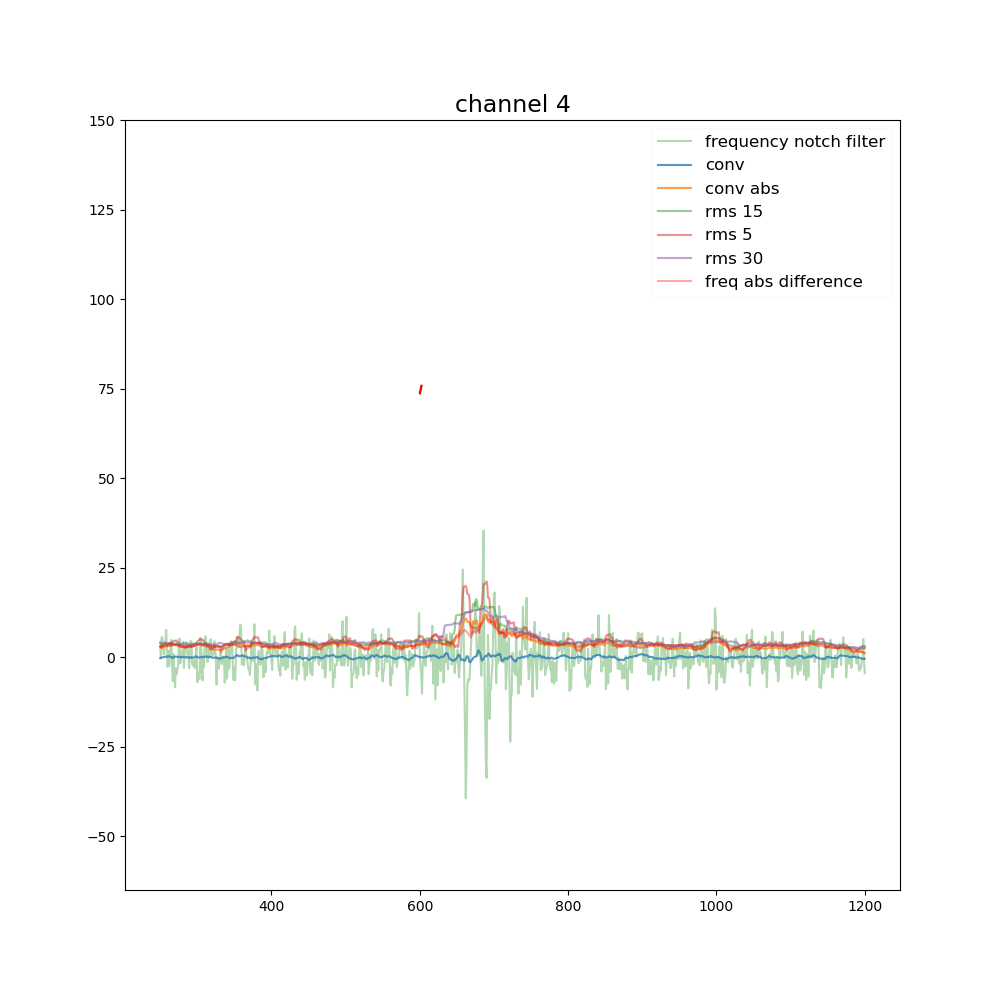 channel 4
150
125
100
75
50
25
0
−25
−50
400 600 800 1000 1200
frequency notch filter
conv
conv abs
rms 15
rms 5
rms 30
freq abs difference